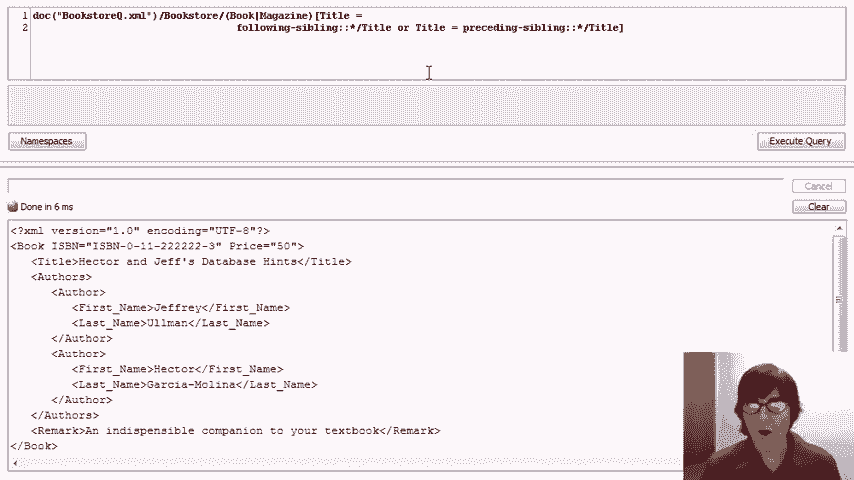 1 doc("BookstoreQ.xml")/Bookstore/(Book|Magazine)[Title =
2 following-sibling::*/Title or Title = preceding-sibling::*/Title]
Namespaces
Execute Query
Cancel
Done in 6 ms
Clear
<?xml version="1.0" encoding="UTF-8"?>
<Book ISBN="ISBN-0-11-222222-3" Price="50">
<Title>Hector and Jeff's Database Hints</Title>
<Authors>
<Author>
<First_Name>Jeffrey</First_Name>
<Last_Name>Ullman</Last_Name>
</Author>
<Author>
<First_Name>Hector</First_Name>
<Last_Name>Garcia-Molina</Last_Name>
</Author>
</Authors>
<Remark>An indispensible companion to your textbook</Remark>
</Book>